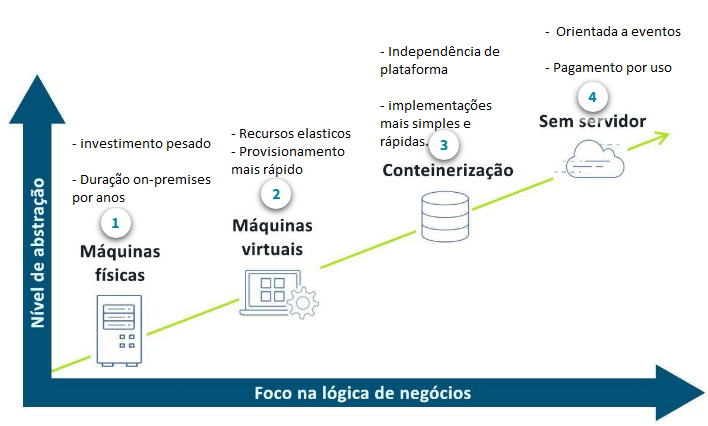 - investimento pesado
- Duração on-premises
por anos
1
Máquinas
físicas
- Recursos elasticos
- Provisionamento
mais rápido
2
Máquinas
virtuais
- Independência de
plataforma
- implementações
mais simples e
rápidas.
3
Conteinerização
- Orientada a eventos
- Pagamento por uso
4
Sem servidor
Nível de abstração
Foco na lógica de negócios